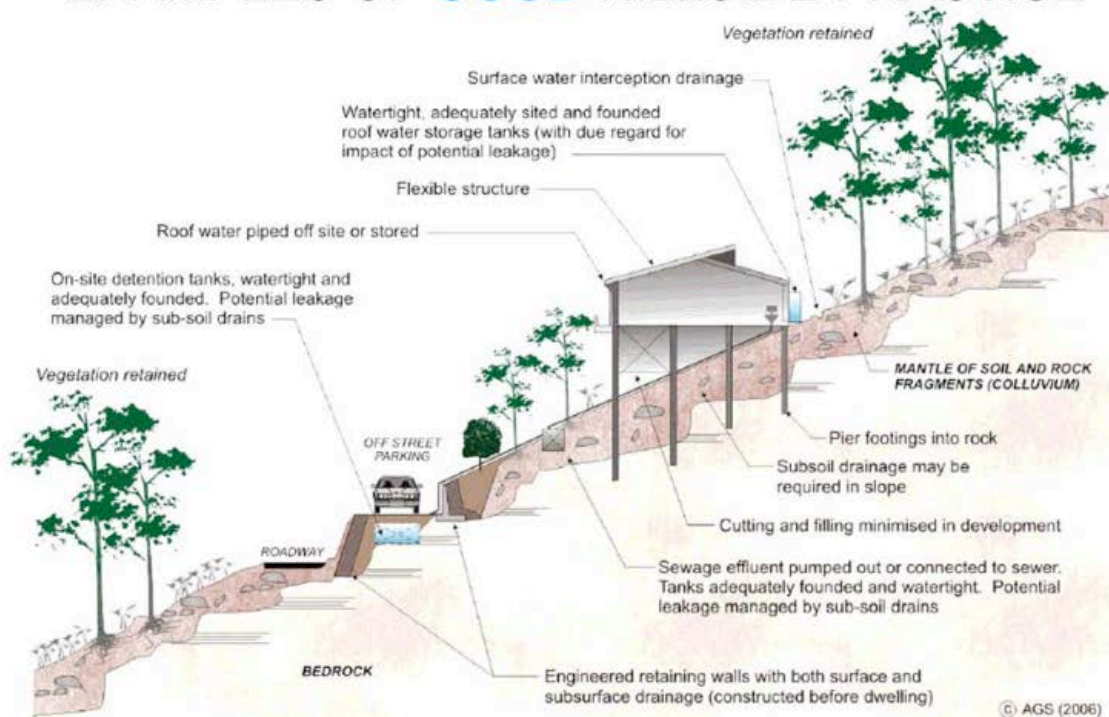 Vegetation retained
Surface water interception drainage
Watertight, adequately sited and founded
roof water storage tanks (with due regard for
impact of potential leakage)
Flexible structure
Roof water piped off site or stored
On-site detention tanks, watertight and
adequately founded. Potential leakage
managed by sub-soil drains
Vegetation retained
MANTLE OF SOIL AND ROCK
FRAGMENTS (COLLUVIUM)
OFF STREET
PARKING
Pier footings into rock
Subsoil drainage may be
required in slope
Cutting and filling minimised in development
ROADWAY
Sewage effluent pumped out or connected to sewer.
Tanks adequately founded and watertight. Potential
leakage managed by sub-soil drains
BEDROCK
Engineered retaining walls with both surface and
subsurface drainage (constructed before dwelling)
© AGS (2006)